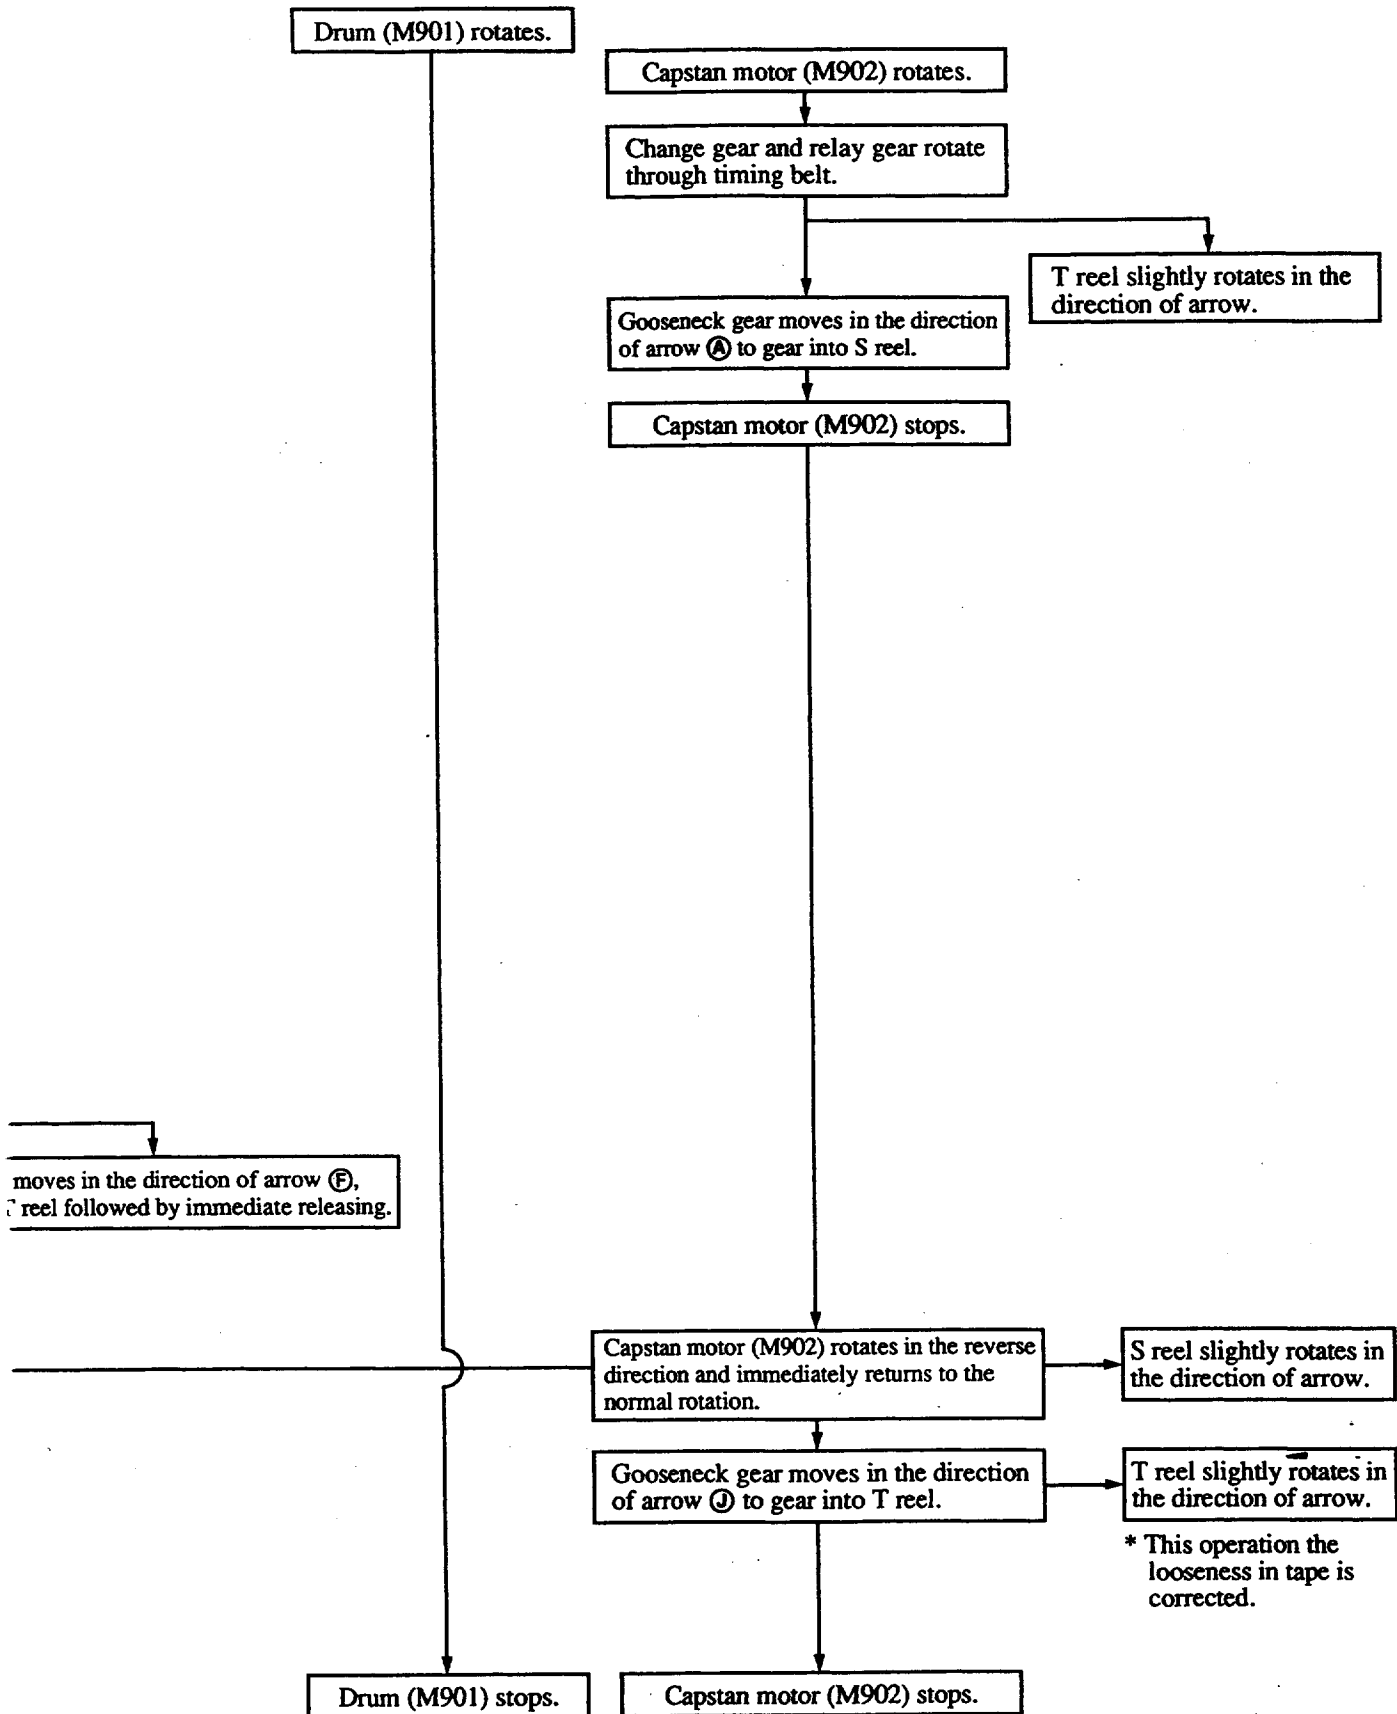 Drum (M901) rotates.
Capstan motor (M902) rotates.
Change gear and relay gear rotate
through timing belt.
T reel slightly rotates in the
direction of arrow.
Gooseneck gear moves in the direction
of arrow Ⓐ to gear into S reel.
Capstan motor (M902) stops.
moves in the direction of arrow Ⓕ,
reel followed by immediate releasing.
Capstan motor (M902) rotates in the reverse
direction and immediately returns to the
normal rotation.
S reel slightly rotates in
the direction of arrow.
Gooseneck gear moves in the direction
of arrow Ⓙ to gear into T reel.
T reel slightly rotates in
the direction of arrow.
* This operation the
looseness in tape is
corrected.
Drum (M901) stops.
Capstan motor (M902) stops.